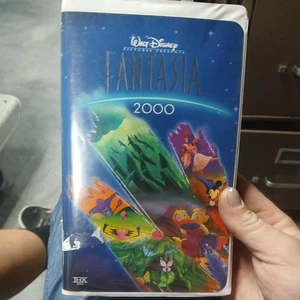 Walt Disney
PICTURES PRESENTS
FANTASIA
2000
THX